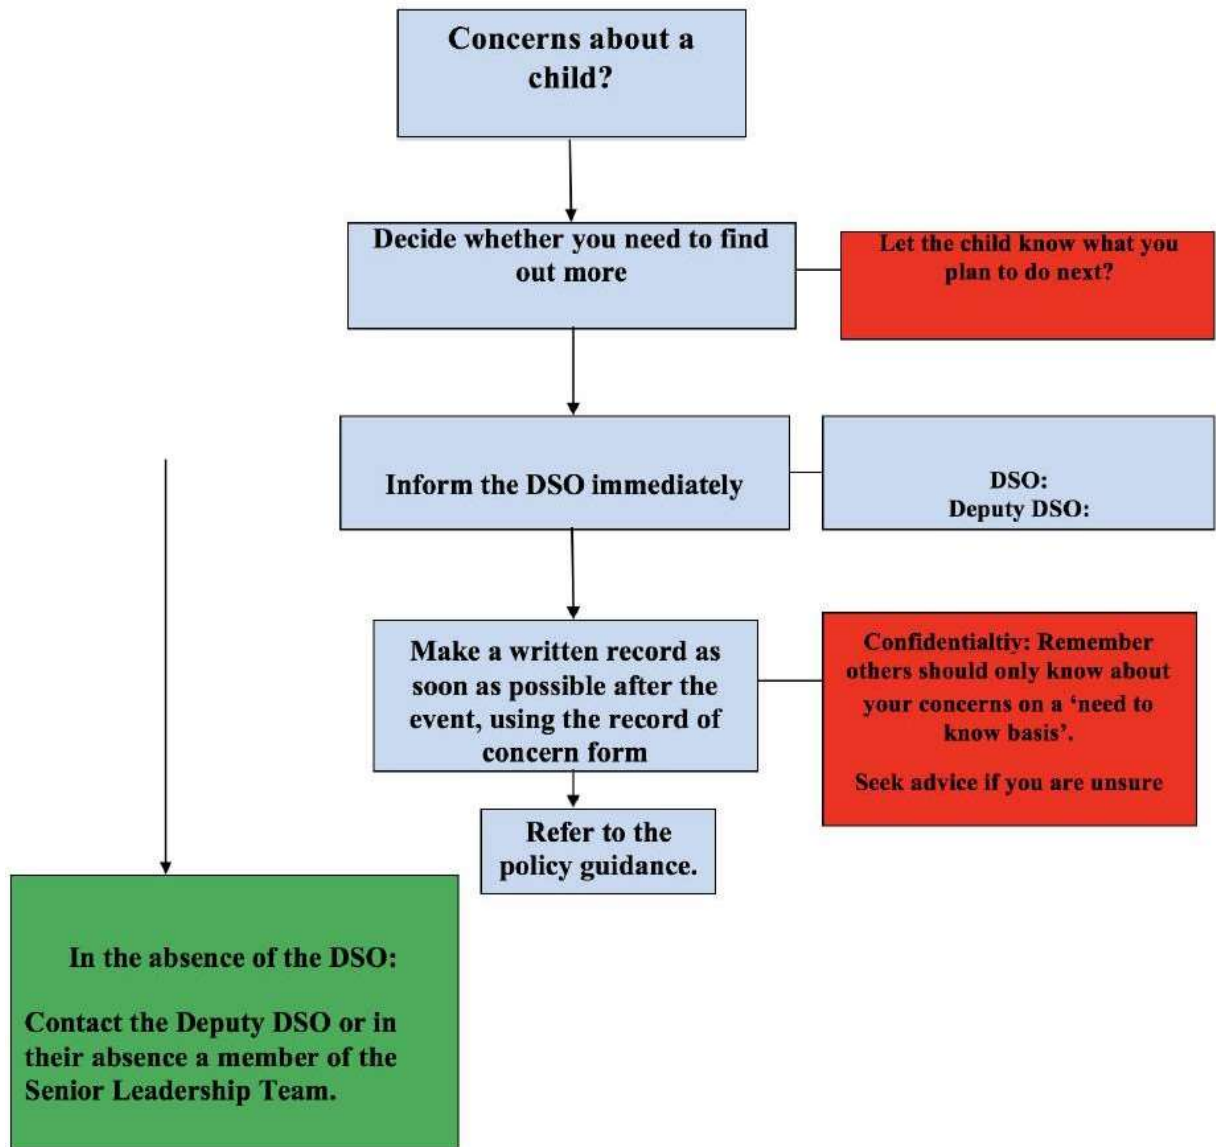 Concerns about a
child?
Decide whether you need to find
out more
Let the child know what you
plan to do next?
Inform the DSO immediately
DSO:
Deputy DSO:
Make a written record as
soon as possible after the
event, using the record of
concern form
Confidentialtiy: Remember
others should only know about
your concerns on a ‘need to
know basis’.
Seek advice if you are unsure
Refer to the
policy guidance.
In the absence of the DSO:
Contact the Deputy DSO or in
their absence a member of the
Senior Leadership Team.